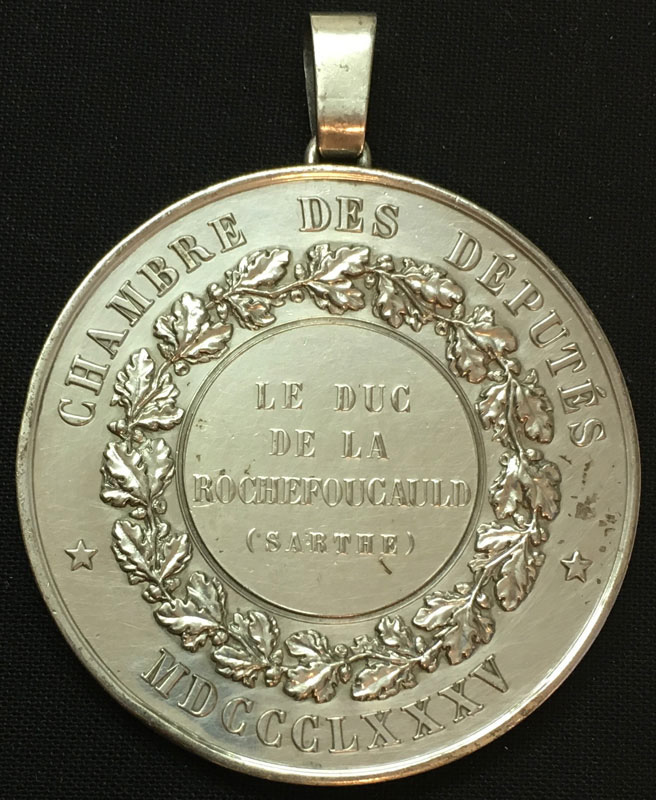 CHAMBRE DES DÉPUTÉS
LE DUC
DE LA
ROCHEFOUCAULD
(SARTHE)
MDCCCLXXXV